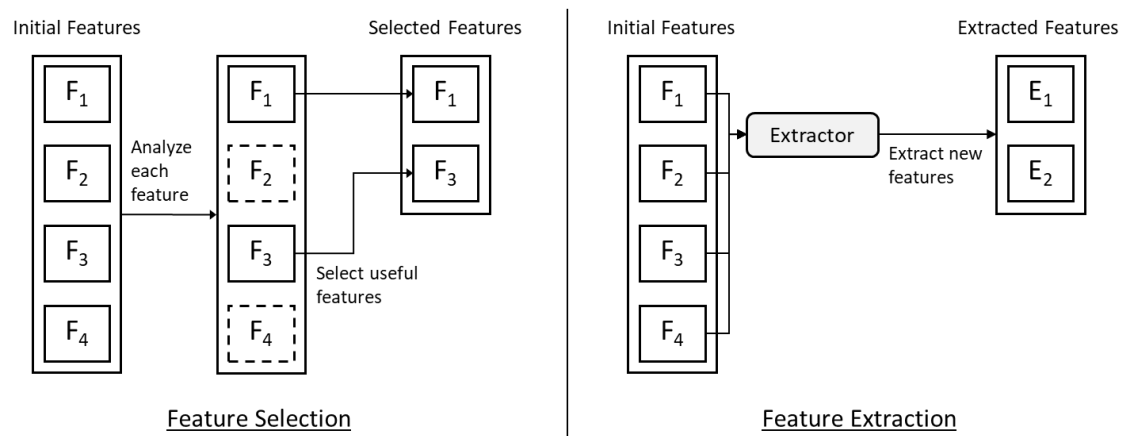 Initial Features
Selected Features
F1
F2
F3
F4
Analyze
each
feature
F1
F2
F3
F4
Select useful
features
F1
F3
Feature Selection
Initial Features
Extracted Features
F1
F2
F3
F4
Extractor
Extract new
features
E1
E2
Feature Extraction